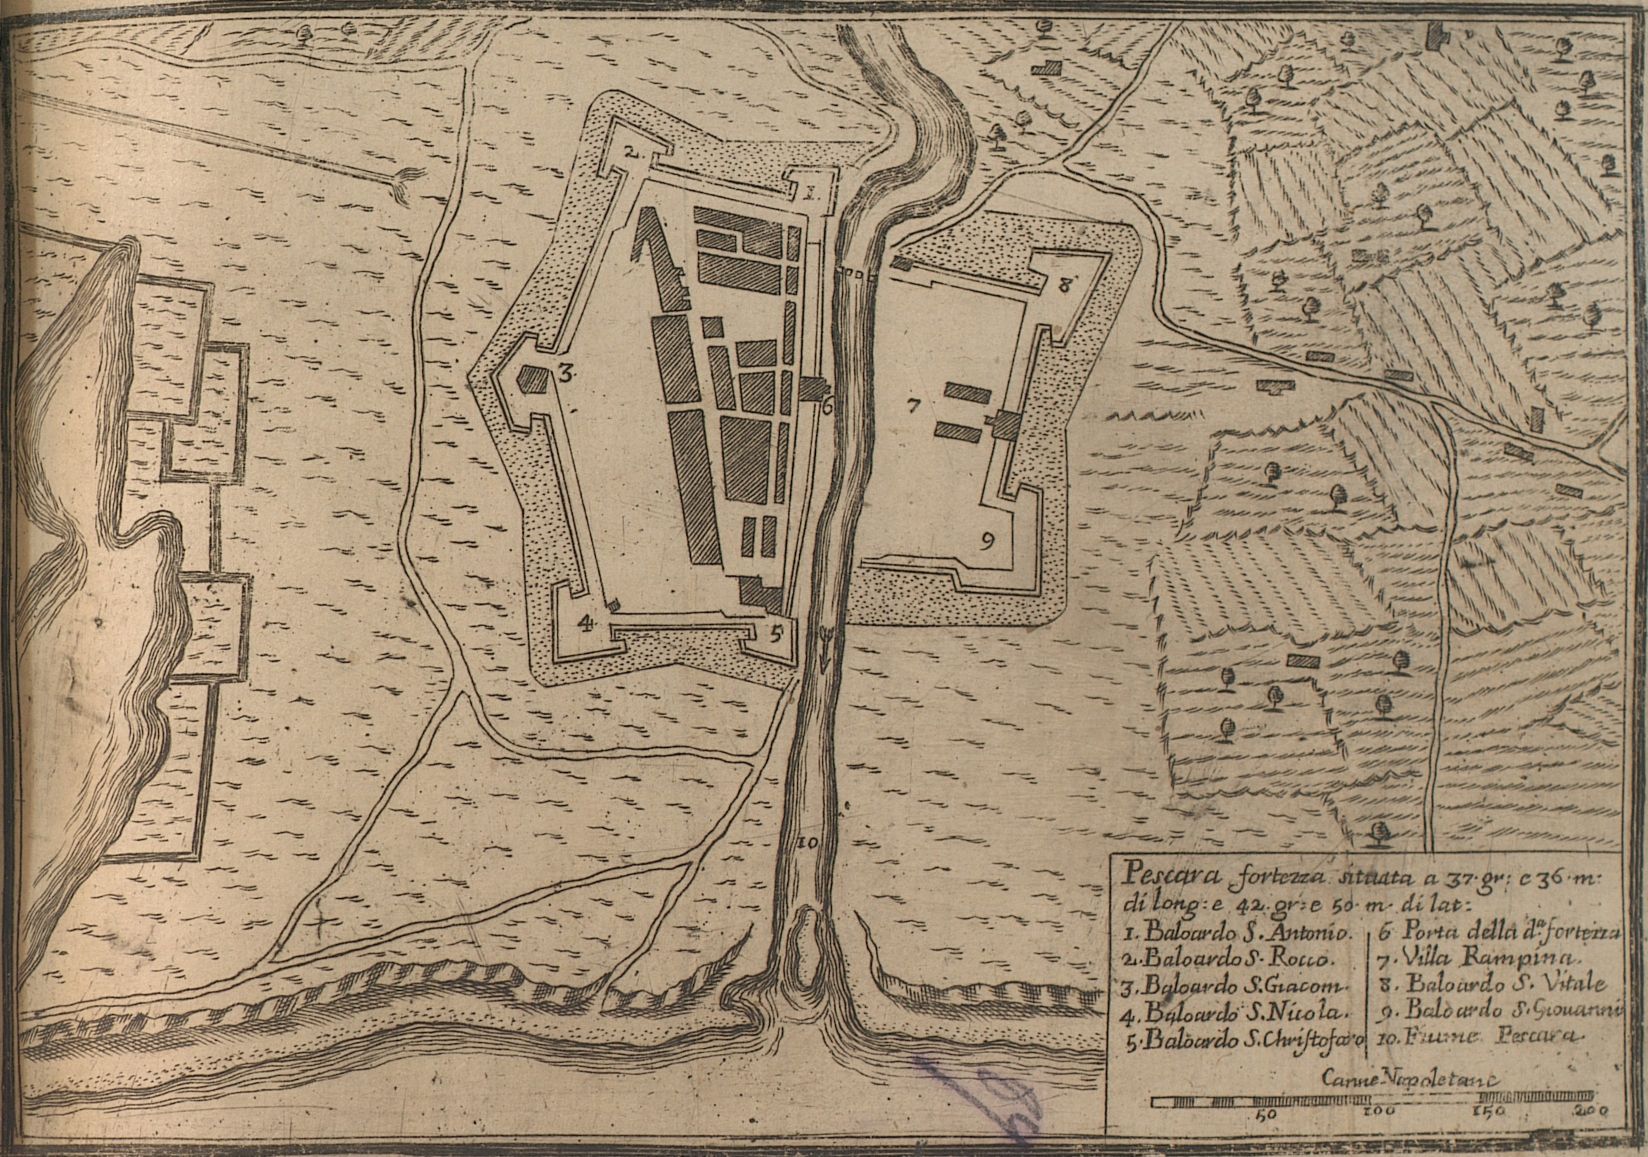 2
1
3
8
6
7
9
4
5
10
Pescara fortezza situata a 37. gr: e 36. m:
di long: e 42. gr: e 50. m. di lat:
1. Baloardo S. Antonio.
2. Baloardo S. Rocco.
3. Baloardo S. Giacom.
4. Baloardo S. Nicola.
5. Baloardo S. Christofaro
6 Porta della d.ª fortezza
7. Villa Rampina.
8. Baloardo S. Vitale
9. Baloardo S. Giovanni
10. Fiume Pescara.
Canne Napoletane
50 100 150 200